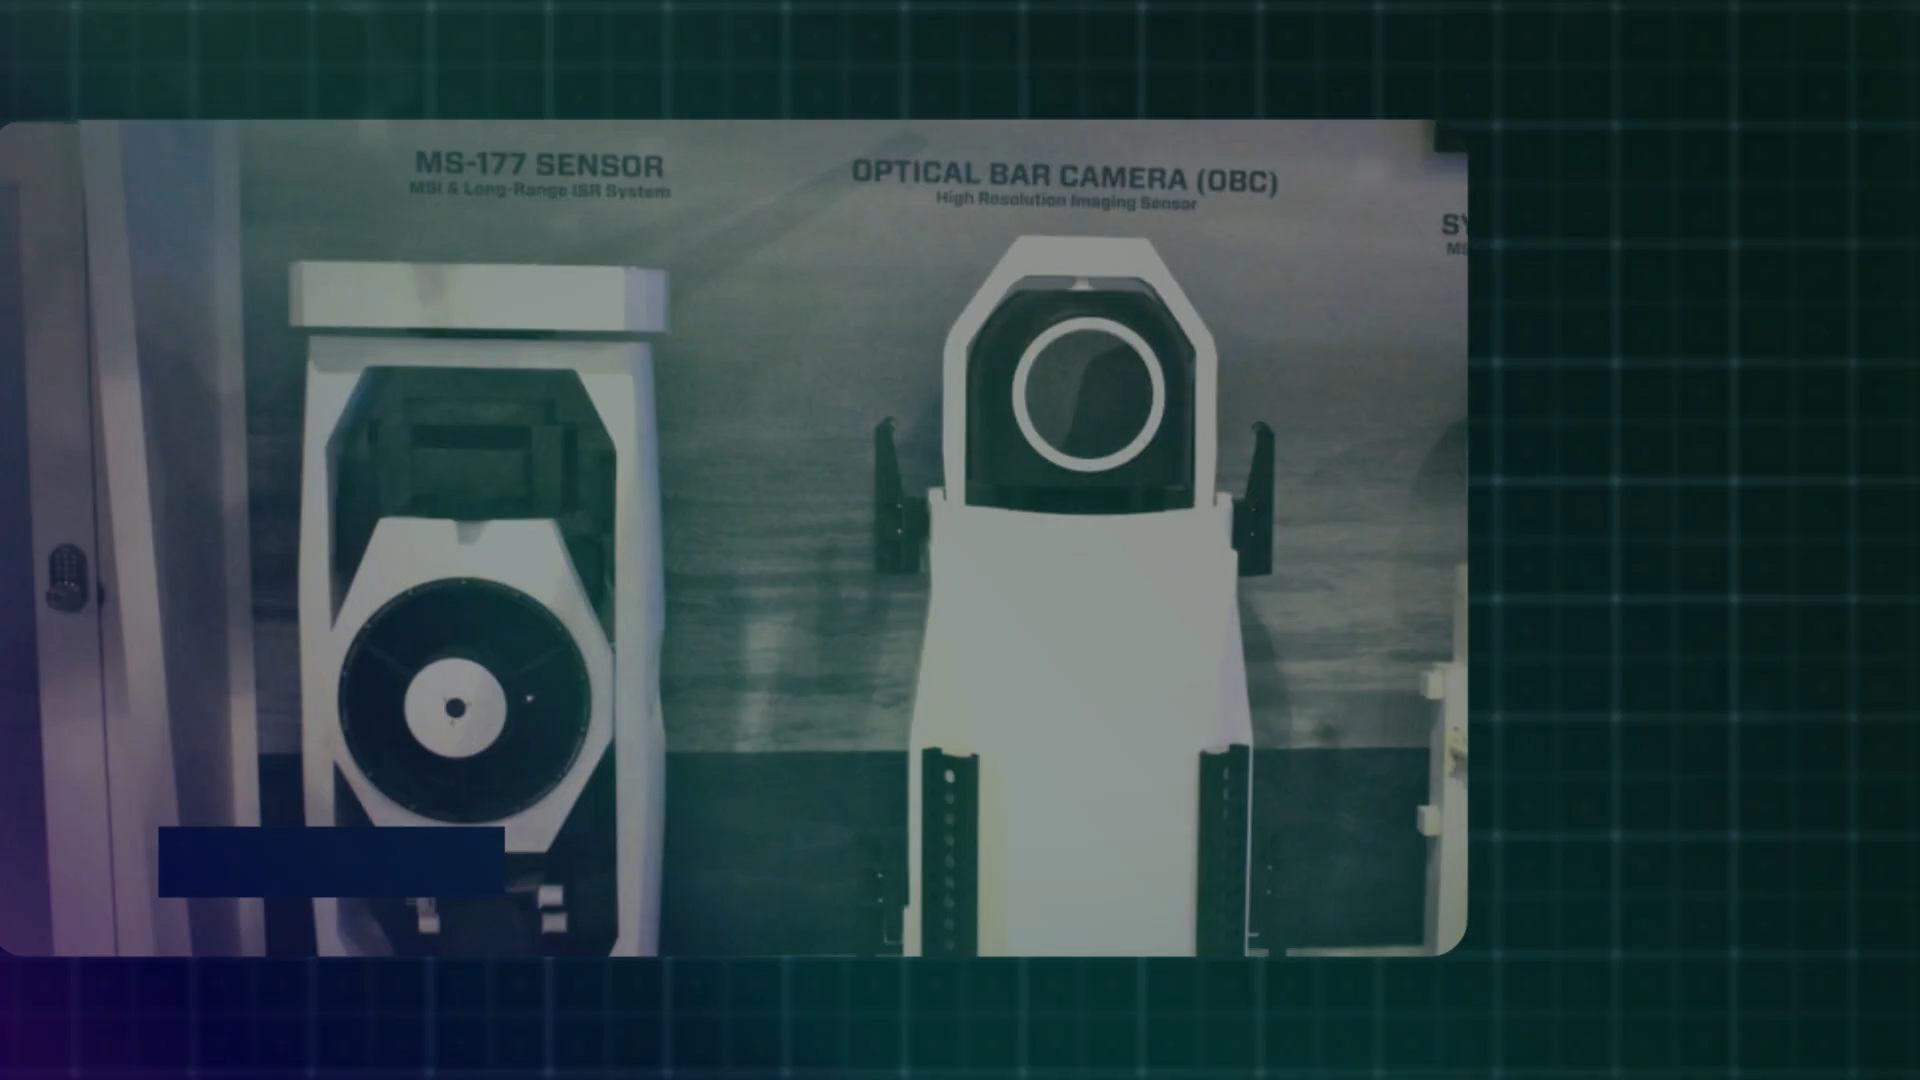 MS-177 SENSOR
MSI & Long-Range ISR System
OPTICAL BAR CAMERA (OBC)
High Resolution Imaging Sensor